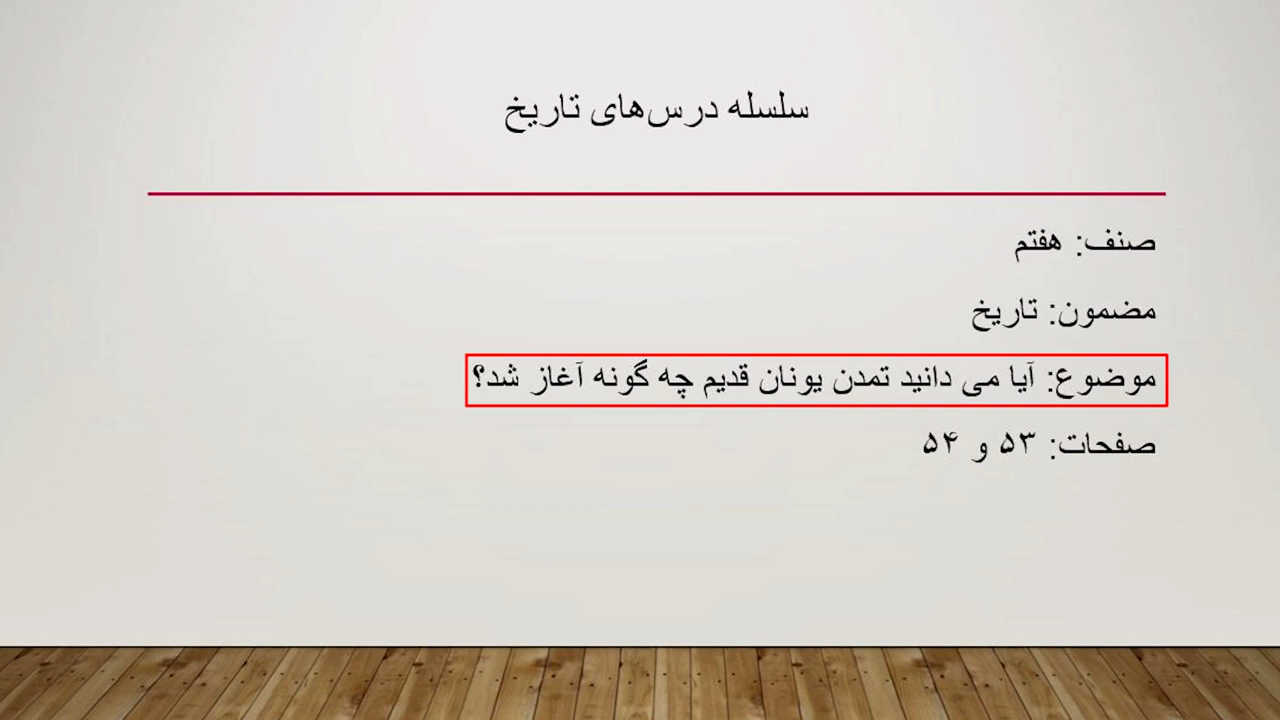 سلسله درس‌های تاریخ
صنف: هفتم
مضمون: تاریخ
موضوع: آیا می دانید تمدن یونان قدیم چه گونه آغاز شد؟
صفحات: ۵۳ و ۵۴